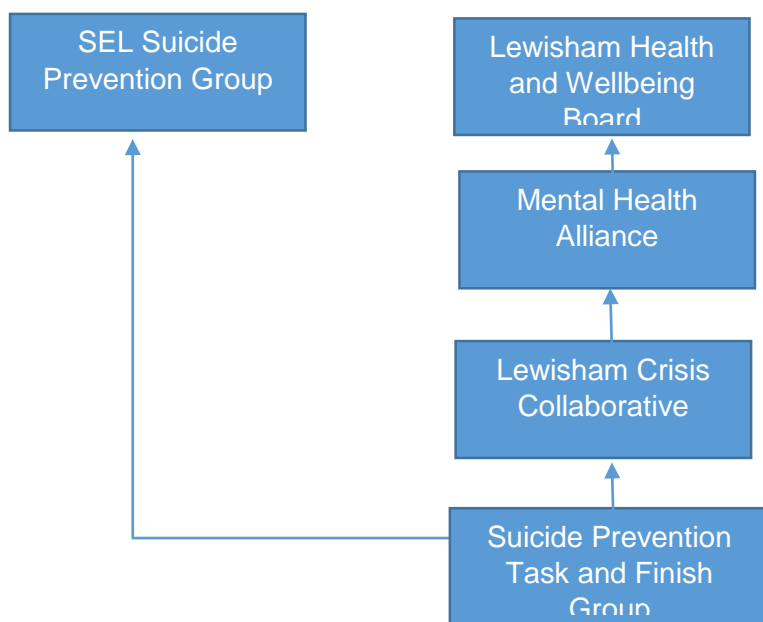 SEL Suicide
Prevention Group
Lewisham Health
and Wellbeing
Board
Mental Health
Alliance
Lewisham Crisis
Collaborative
Suicide Prevention
Task and Finish
Group